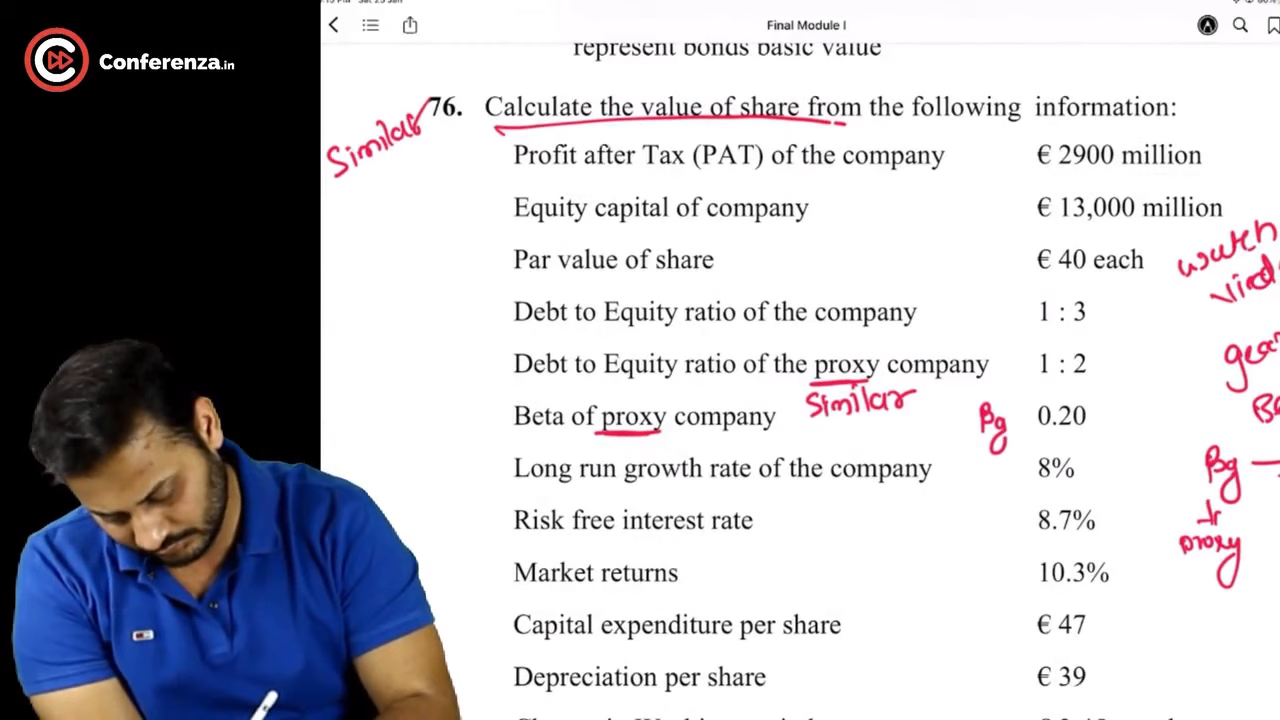 Final Module I
Conferenza.in
represent bonds basic value
Similar
76. Calculate the value of share from the following information:
Profit after Tax (PAT) of the company € 2900 million
Equity capital of company € 13,000 million
Par value of share € 40 each
Debt to Equity ratio of the company 1 : 3
Debt to Equity ratio of the proxy company 1 : 2
Similar
Beta of proxy company βg 0.20
Long run growth rate of the company 8%
βg
Risk free interest rate 8.7%
proxy
Market returns 10.3%
Capital expenditure per share € 47
Depreciation per share € 39